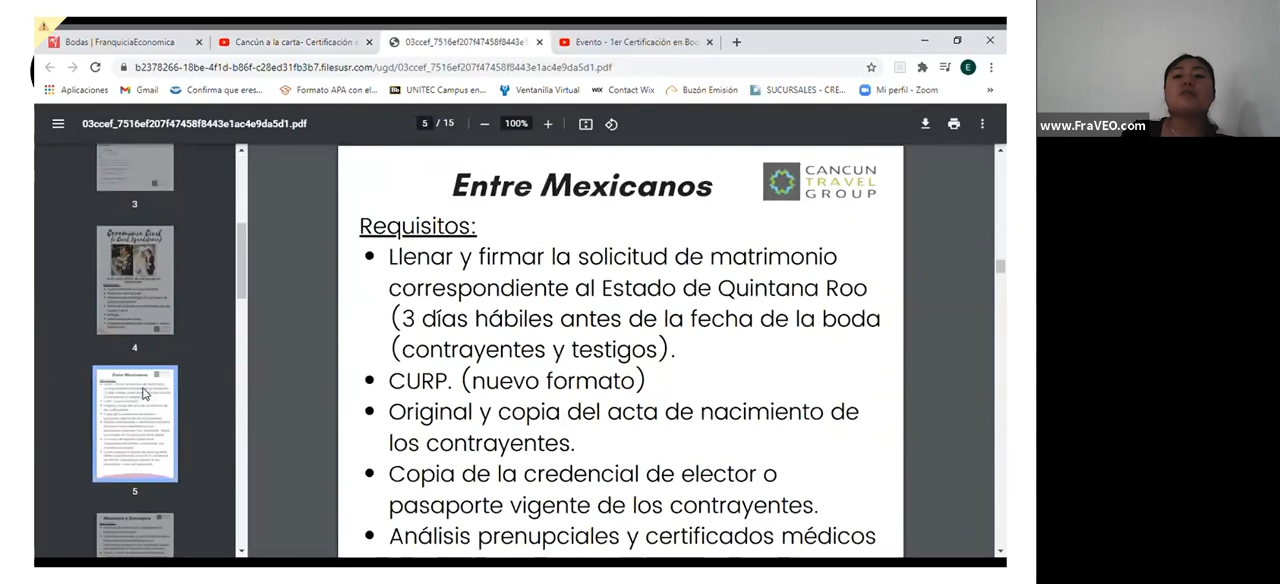 Bodas | FranquiciaEconomica
Cancún a la carta- Certificación e
03ccef_7516ef207f47458f8443e1
Evento - 1er Certificación en Bod
b2378266-18be-4f1d-b86f-c28ed31fb3b7.filesusr.com/ugd/03ccef_7516ef207f47458f8443e1ac4e9da5d1.pdf
E
Aplicaciones
Gmail
Confirma que eres...
Formato APA con el...
UNITEC Campus en...
Ventanilla Virtual
WIX Contact Wix
Buzón Emisión
SUCURSALES - CRE...
Mi perfil - Zoom
»
03ccef_7516ef207f47458f8443e1ac4e9da5d1.pdf
5 / 15
100%
www.FraVEO.com
3
4
5
Entre Mexicanos
CANCUN
TRAVEL
GROUP
Requisitos:
• Llenar y firmar la solicitud de matrimonio
correspondiente al Estado de Quintana Roo
(3 días hábiles antes de la fecha de la boda
(contrayentes y testigos).
• CURP. (nuevo formato)
• Original y copia del acta de nacimiento de
los contrayentes.
• Copia de la credencial de elector o
pasaporte vigente de los contrayentes.
• Análisis prenupciales y certificados médicos